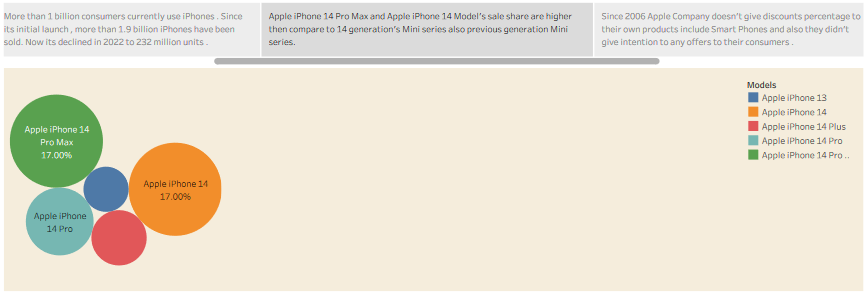 More than 1 billion consumers currently use iPhones . Since
its initial launch , more than 1.9 billion iPhones have been
sold. Now its declined in 2022 to 232 million units .
Apple iPhone 14 Pro Max and Apple iPhone 14 Model's sale share are higher
then compare to 14 generation's Mini series also previous generation Mini
series.
Since 2006 Apple Company doesn't give discounts percentage to
their own products include Smart Phones and also they didn't
give intention to any offers to their consumers .
Models
Apple iPhone 13
Apple iPhone 14
Apple iPhone 14 Plus
Apple iPhone 14 Pro
Apple iPhone 14 Pro ..
Apple iPhone 14
Pro Max
17.00%
Apple iPhone 14
17.00%
Apple iPhone
14 Pro